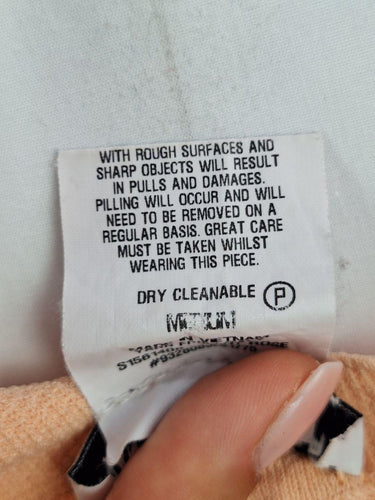 WITH ROUGH SURFACES AND
SHARP OBJECTS WILL RESULT
IN PULLS AND DAMAGES.
PILLING WILL OCCUR AND WILL
NEED TO BE REMOVED ON A
REGULAR BASIS. GREAT CARE
MUST BE TAKEN WHILST
WEARING THIS PIECE.
DRY CLEANABLE P
MEDIUM